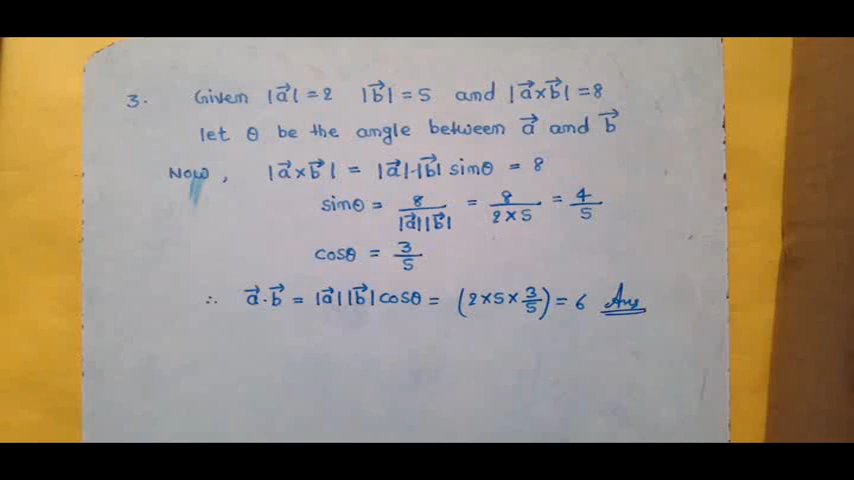 3. Given |a⃗| = 2 |b⃗| = 5 and |a⃗×b⃗| = 8
let θ be the angle between a⃗ and b⃗
Now, |a⃗×b⃗| = |a⃗|·|b⃗| sinθ = 8
sinθ = 8/|a⃗||b⃗| = 8/2×5 = 4/5
cosθ = 3/5
∴ a⃗·b⃗ = |a⃗||b⃗|cosθ = (2×5×3/5) = 6 Ans